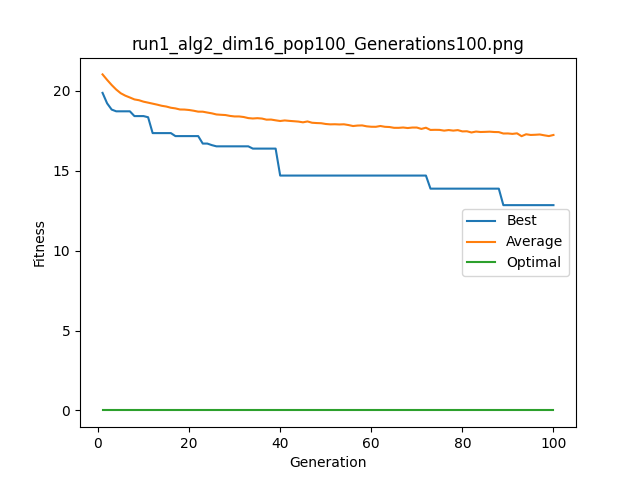 run1_alg2_dim16_pop100_Generations100.png
Fitness
20
15
10
5
0
Best
Average
Optimal
0 20 40 60 80 100
Generation